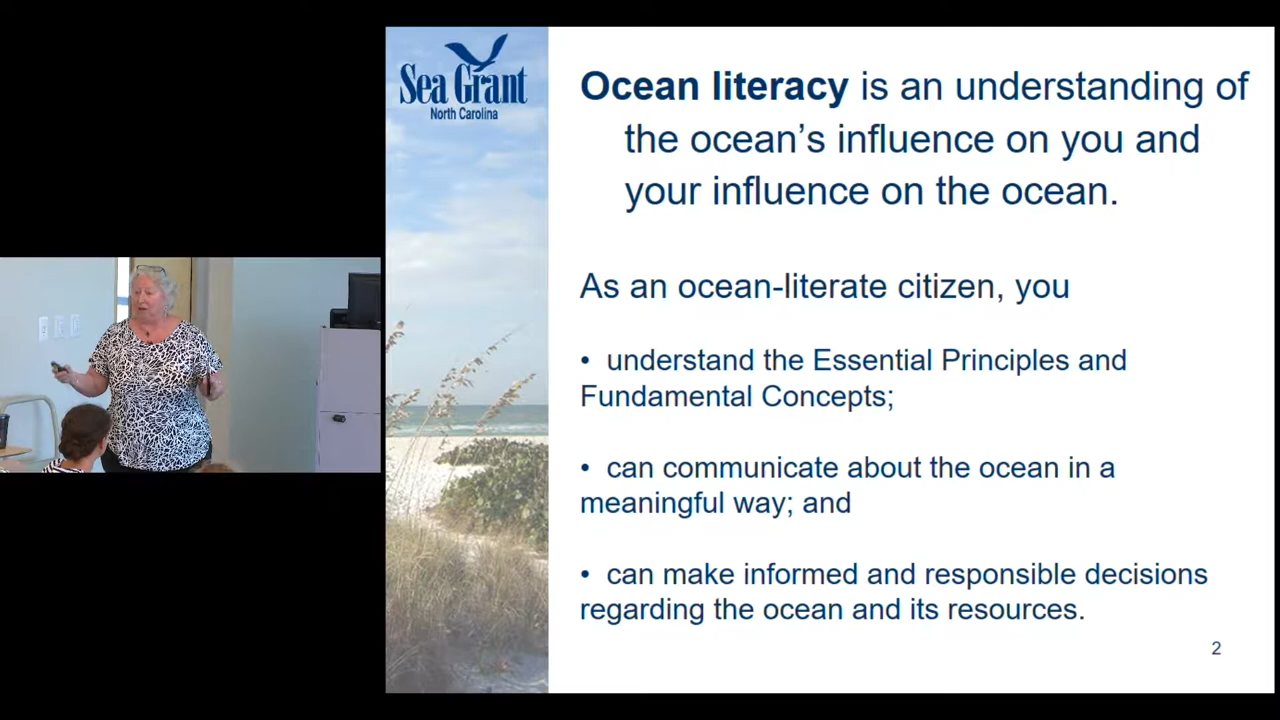 Sea Grant
North Carolina
Ocean literacy is an understanding of
the ocean’s influence on you and
your influence on the ocean.
As an ocean-literate citizen, you
• understand the Essential Principles and
Fundamental Concepts;
• can communicate about the ocean in a
meaningful way; and
• can make informed and responsible decisions
regarding the ocean and its resources.
2